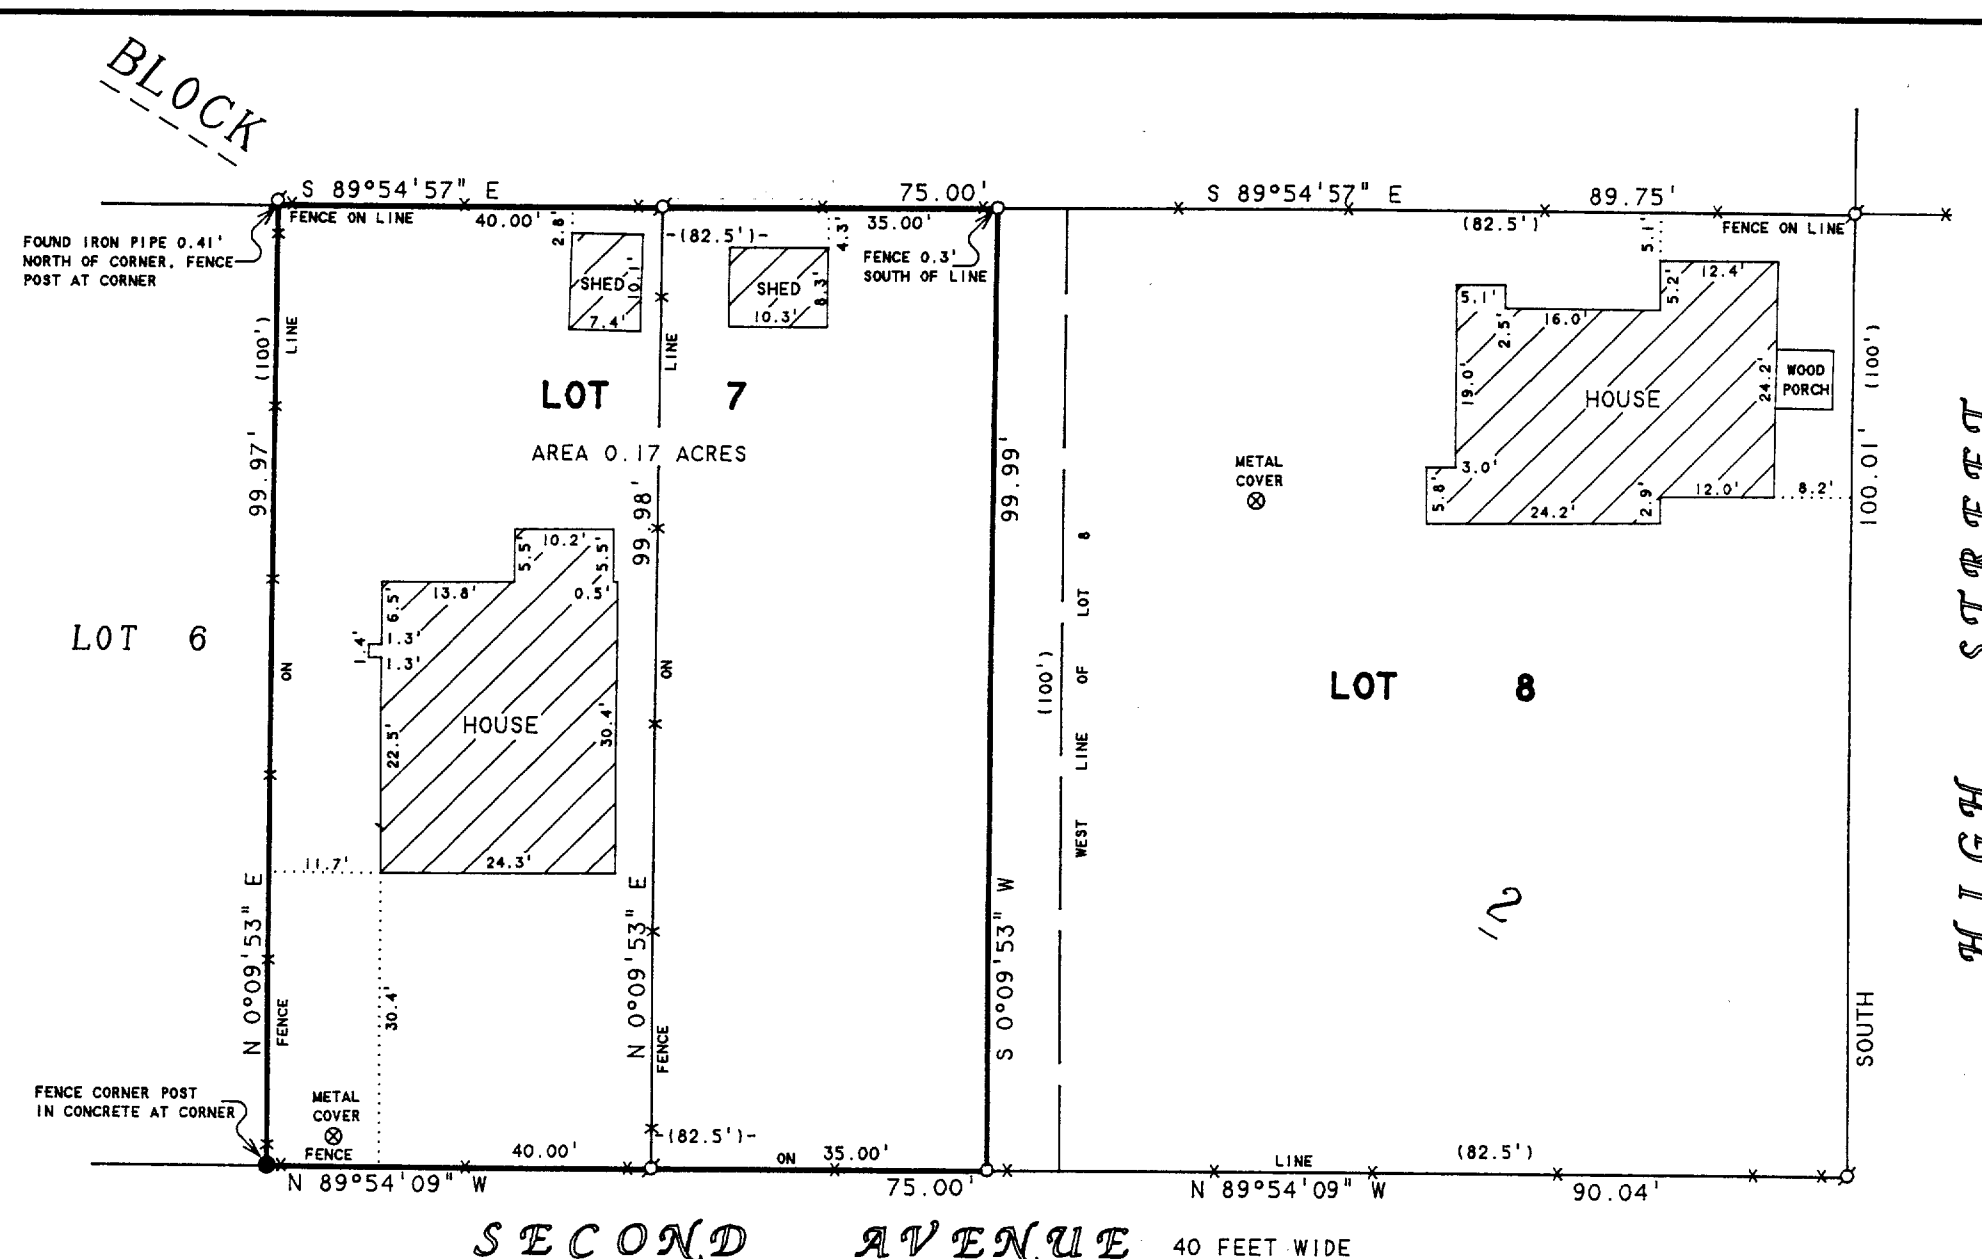 BLOCK
S 89°54'57" E
75.00'
S 89°54'57" E
89.75'
FENCE ON LINE
40.00'
2.8'
-(82.5')-
4.3'
35.00'
(82.5')
5.1'
FENCE ON LINE
FOUND IRON PIPE 0.41'
NORTH OF CORNER, FENCE
POST AT CORNER
FENCE 0.3'
SOUTH OF LINE
SHED
10.1'
7.4'
SHED
8.3'
10.3'
12.4'
5.2'
5.1'
2.5'
16.0'
19.0'
HOUSE
24.2'
WOOD
PORCH
3.0'
5.8'
24.2'
2.9'
12.0'
8.2'
(100')
LINE
LINE
(100')
LOT 7
AREA 0.17 ACRES
99.97'
99.98'
99.99'
100.01'
METAL
COVER
10.2'
5.5'
5.5'
13.8'
0.5'
6.5'
1.3'
1.4'
1.3'
HOUSE
22.5'
30.4'
24.3'
11.7'
30.4'
LOT 6
ON
ON
(100')
WEST LINE OF LOT 8
LOT 8
HIGH STREET
N 0°09'53" E
FENCE
N 0°09'53" E
FENCE
S 0°09'53" W
SOUTH
FENCE CORNER POST
IN CONCRETE AT CORNER
METAL
COVER
FENCE
40.00'
-(82.5')-
ON
35.00'
LINE
(82.5')
N 89°54'09" W
75.00'
N 89°54'09" W
90.04'
SECOND AVENUE 40 FEET WIDE